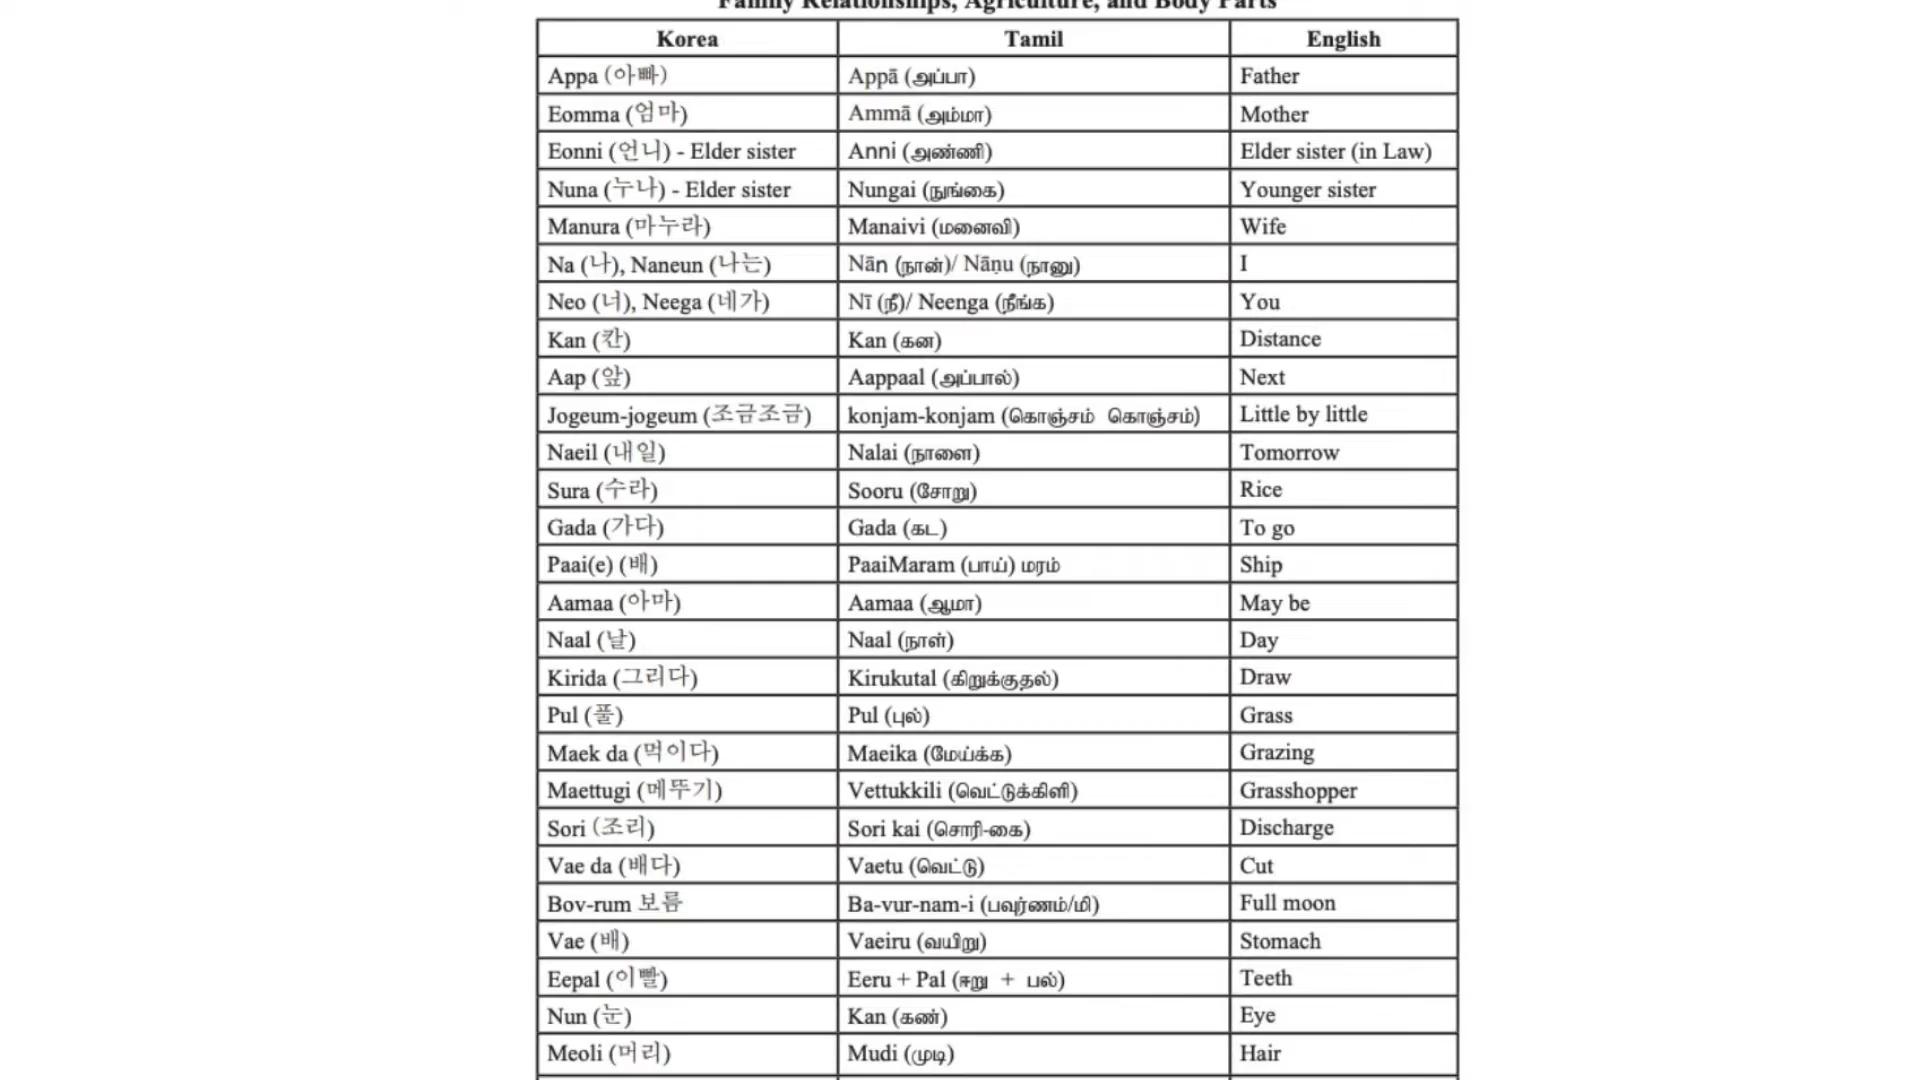 Family Relationships, Agriculture, and Body Parts
Korea Tamil English
Appa (아빠) Appā (அப்பா) Father
Eomma (엄마) Ammā (அம்மா) Mother
Eonni (언니) - Elder sister Anni (அண்ணி) Elder sister (in Law)
Nuna (누나) - Elder sister Nungai (நுங்கை) Younger sister
Manura (마누라) Manaivi (மனைவி) Wife
Na (나), Naneun (나는) Nān (நான்)/ Nāṇu (நானு) I
Neo (너), Neega (네가) Nī (நீ)/ Neenga (நீங்க) You
Kan (칸) Kan (கன) Distance
Aap (앞) Aappaal (அப்பால்) Next
Jogeum-jogeum (조금조금) konjam-konjam (கொஞ்சம் கொஞ்சம்) Little by little
Naeil (내일) Nalai (நாளை) Tomorrow
Sura (수라) Sooru (சோறு) Rice
Gada (가다) Gada (கட) To go
Paai(e) (배) PaaiMaram (பாய்) மரம் Ship
Aamaa (아마) Aamaa (ஆமா) May be
Naal (날) Naal (நாள்) Day
Kirida (그리다) Kirukutal (கிறுக்குதல்) Draw
Pul (풀) Pul (புல்) Grass
Maek da (먹이다) Maeika (மேய்க்க) Grazing
Maettugi (메뚜기) Vettukkili (வெட்டுக்கிளி) Grasshopper
Sori (조리) Sori kai (சொரி-கை) Discharge
Vae da (배다) Vaetu (வெட்டு) Cut
Bov-rum 보름 Ba-vur-nam-i (பவுர்ணம்/மி) Full moon
Vae (배) Vaeiru (வயிறு) Stomach
Eepal (이빨) Eeru + Pal (ஈறு + பல்) Teeth
Nun (눈) Kan (கண்) Eye
Meoli (머리) Mudi (முடி) Hair